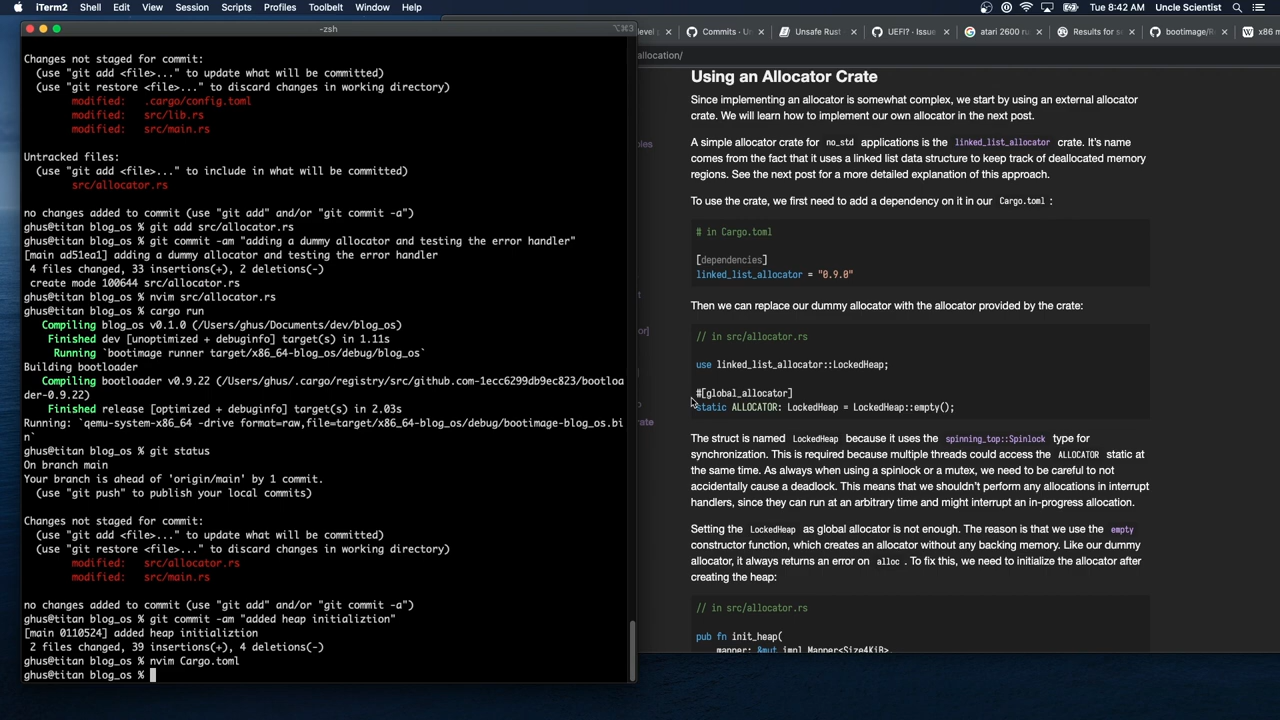 iTerm2 Shell Edit View Session Scripts Profiles Toolbelt Window Help
Tue 8:42 AM Uncle Scientist
-zsh
⌥⌘3
Changes not staged for commit:
(use "git add <file>..." to update what will be committed)
(use "git restore <file>..." to discard changes in working directory)
modified: .cargo/config.toml
modified: src/lib.rs
modified: src/main.rs
Untracked files:
(use "git add <file>..." to include in what will be committed)
src/allocator.rs
no changes added to commit (use "git add" and/or "git commit -a")
ghus@titan blog_os % git add src/allocator.rs
ghus@titan blog_os % git commit -am "adding a dummy allocator and testing the error handler"
[main ad51ea1] adding a dummy allocator and testing the error handler
4 files changed, 33 insertions(+), 2 deletions(-)
create mode 100644 src/allocator.rs
ghus@titan blog_os % nvim src/allocator.rs
ghus@titan blog_os % cargo run
Compiling blog_os v0.1.0 (/Users/ghus/Documents/dev/blog_os)
Finished dev [unoptimized + debuginfo] target(s) in 1.11s
Running `bootimage runner target/x86_64-blog_os/debug/blog_os`
Building bootloader
Compiling bootloader v0.9.22 (/Users/ghus/.cargo/registry/src/github.com-1ecc6299db9ec823/bootloa
der-0.9.22)
Finished release [optimized + debuginfo] target(s) in 2.03s
Running: `qemu-system-x86_64 -drive format=raw,file=target/x86_64-blog_os/debug/bootimage-blog_os.bi
n`
ghus@titan blog_os % git status
On branch main
Your branch is ahead of 'origin/main' by 1 commit.
(use "git push" to publish your local commits)
Changes not staged for commit:
(use "git add <file>..." to update what will be committed)
(use "git restore <file>..." to discard changes in working directory)
modified: src/allocator.rs
modified: src/main.rs
no changes added to commit (use "git add" and/or "git commit -a")
ghus@titan blog_os % git commit -am "added heap initializtion"
[main 0110524] added heap initializtion
2 files changed, 39 insertions(+), 4 deletions(-)
ghus@titan blog_os % nvim Cargo.toml
ghus@titan blog_os %
level p Commits · Un Unsafe Rust UEFI? · Issue atari 2600 ru Results for s bootimage/R x86 m
allocation/
Using an Allocator Crate
Since implementing an allocator is somewhat complex, we start by using an external allocator
crate. We will learn how to implement our own allocator in the next post.
A simple allocator crate for no_std applications is the linked_list_allocator crate. It's name
comes from the fact that it uses a linked list data structure to keep track of deallocated memory
regions. See the next post for a more detailed explanation of this approach.
To use the crate, we first need to add a dependency on it in our Cargo.toml :
# in Cargo.toml
[dependencies]
linked_list_allocator = "0.9.0"
Then we can replace our dummy allocator with the allocator provided by the crate:
// in src/allocator.rs
use linked_list_allocator::LockedHeap;
#[global_allocator]
static ALLOCATOR: LockedHeap = LockedHeap::empty();
The struct is named LockedHeap because it uses the spinning_top::Spinlock type for
synchronization. This is required because multiple threads could access the ALLOCATOR static at
the same time. As always when using a spinlock or a mutex, we need to be careful to not
accidentally cause a deadlock. This means that we shouldn't perform any allocations in interrupt
handlers, since they can run at an arbitrary time and might interrupt an in-progress allocation.
Setting the LockedHeap as global allocator is not enough. The reason is that we use the empty
constructor function, which creates an allocator without any backing memory. Like our dummy
allocator, it always returns an error on alloc . To fix this, we need to initialize the allocator after
creating the heap:
// in src/allocator.rs
pub fn init_heap(
mapper: &mut impl Mapper<Size4KiB>,